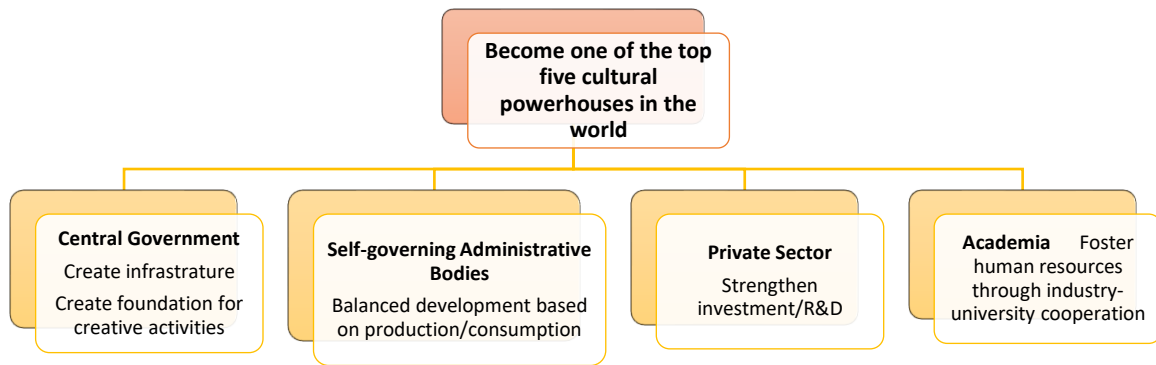 Become one of the top
five cultural
powerhouses in the
world
Central Government
Create infrastrature
Create foundation for
creative activities
Self-governing Administrative
Bodies
Balanced development based
on production/consumption
Private Sector
Strengthen
investment/R&D
Academia Foster
human resources
through industry-
university cooperation